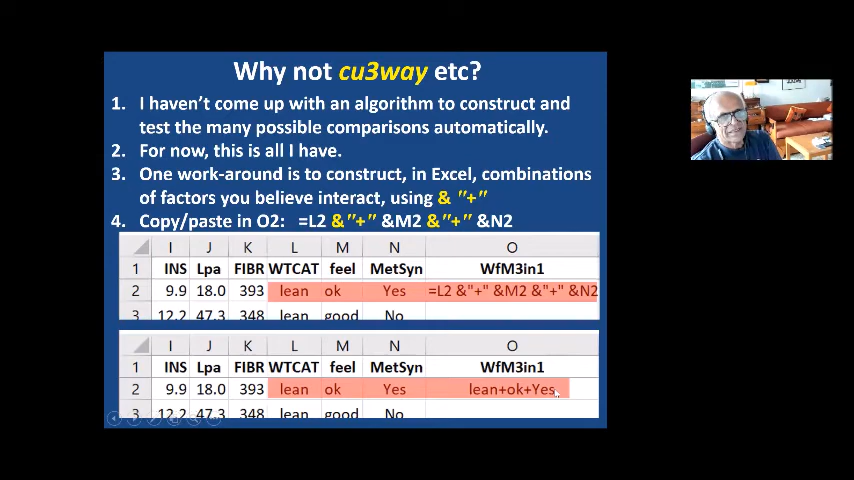 Why not cu3way etc?
1. I haven't come up with an algorithm to construct and
test the many possible comparisons automatically.
2. For now, this is all I have.
3. One work-around is to construct, in Excel, combinations
of factors you believe interact, using & "+"
4. Copy/paste in O2: =L2 &"+" &M2 &"+" &N2
I J K L M N O
1 INS Lpa FIBR WTCAT feel MetSyn WfM3in1
2 9.9 18.0 393 lean ok Yes =L2 &"+" &M2 &"+" &N2
3 12.2 47.3 348 lean good No
I J K L M N O
1 INS Lpa FIBR WTCAT feel MetSyn WfM3in1
2 9.9 18.0 393 lean ok Yes lean+ok+Yes
3 12.2 47.3 348 lean good No